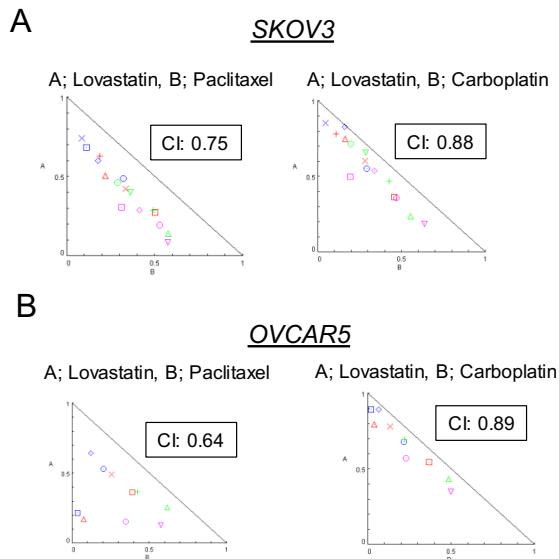 A
SKOV3
A; Lovastatin, B; Paclitaxel
A; Lovastatin, B; Carboplatin
1
CI: 0.75
A
0.5
0
0
0.5
1
B
1
CI: 0.88
A
0.5
0
0
0.5
1
B
B
OVCAR5
A; Lovastatin, B; Paclitaxel
A; Lovastatin, B; Carboplatin
1
CI: 0.64
A
0.5
0
0
0.5
1
B
1
CI: 0.89
A
0.5
0
0
0.5
1
B